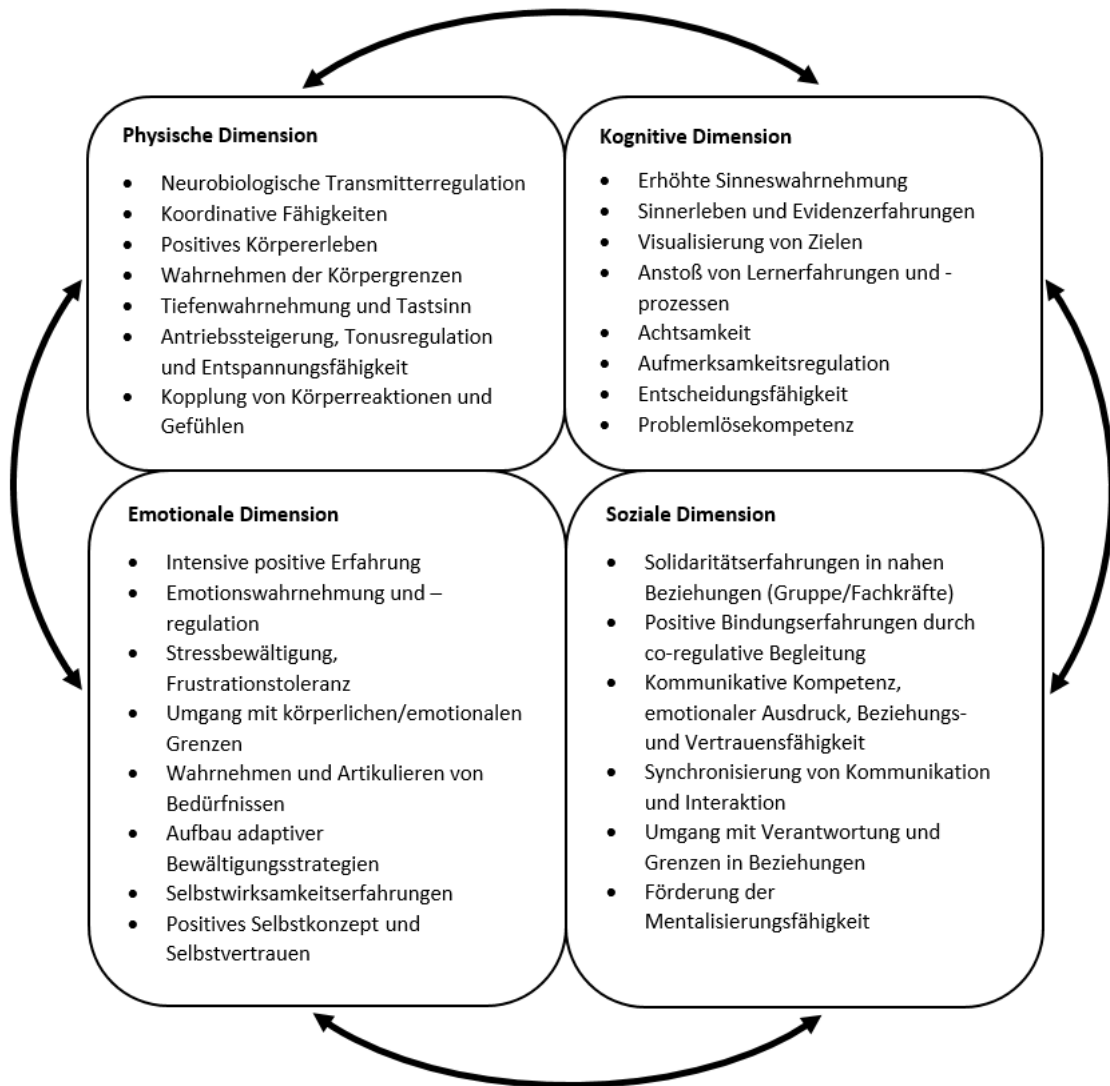 Physische Dimension
• Neurobiologische Transmitterregulation
• Koordinative Fähigkeiten
• Positives Körpererleben
• Wahrnehmen der Körpergrenzen
• Tiefenwahrnehmung und Tastsinn
• Antriebssteigerung, Tonusregulation
und Entspannungsfähigkeit
• Kopplung von Körperreaktionen und
Gefühlen
Kognitive Dimension
• Erhöhte Sinneswahrnehmung
• Sinnerleben und Evidenzerfahrungen
• Visualisierung von Zielen
• Anstoß von Lernerfahrungen und -
prozessen
• Achtsamkeit
• Aufmerksamkeitsregulation
• Entscheidungsfähigkeit
• Problemlösekompetenz
Emotionale Dimension
• Intensive positive Erfahrung
• Emotionswahrnehmung und –
regulation
• Stressbewältigung,
Frustrationstoleranz
• Umgang mit körperlichen/emotionalen
Grenzen
• Wahrnehmen und Artikulieren von
Bedürfnissen
• Aufbau adaptiver
Bewältigungsstrategien
• Selbstwirksamkeitserfahrungen
• Positives Selbstkonzept und
Selbstvertrauen
Soziale Dimension
• Solidaritätserfahrungen in nahen
Beziehungen (Gruppe/Fachkräfte)
• Positive Bindungserfahrungen durch
co-regulative Begleitung
• Kommunikative Kompetenz,
emotionaler Ausdruck, Beziehungs-
und Vertrauensfähigkeit
• Synchronisierung von Kommunikation
und Interaktion
• Umgang mit Verantwortung und
Grenzen in Beziehungen
• Förderung der
Mentalisierungsfähigkeit